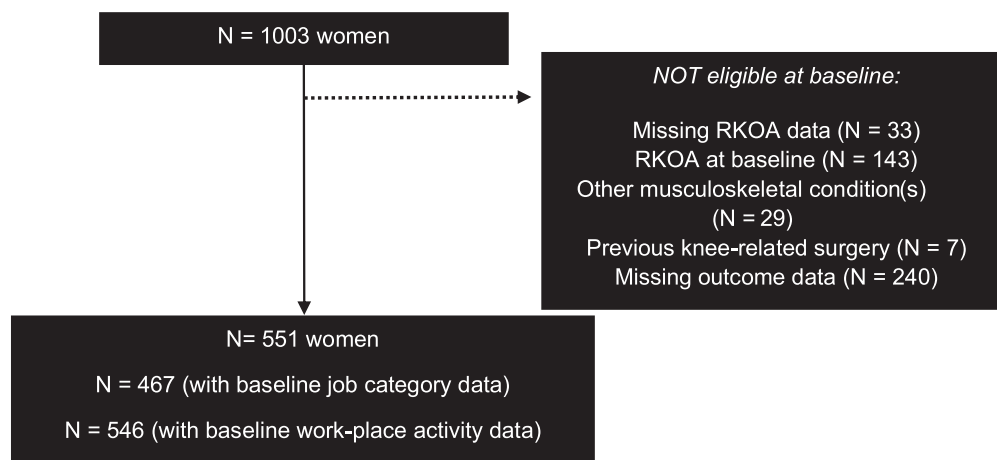 N = 1003 women
NOT eligible at baseline:
Missing RKOA data (N = 33)
RKOA at baseline (N = 143)
Other musculoskeletal condition(s)
(N = 29)
Previous knee-related surgery (N = 7)
Missing outcome data (N = 240)
N= 551 women
N = 467 (with baseline job category data)
N = 546 (with baseline work-place activity data)